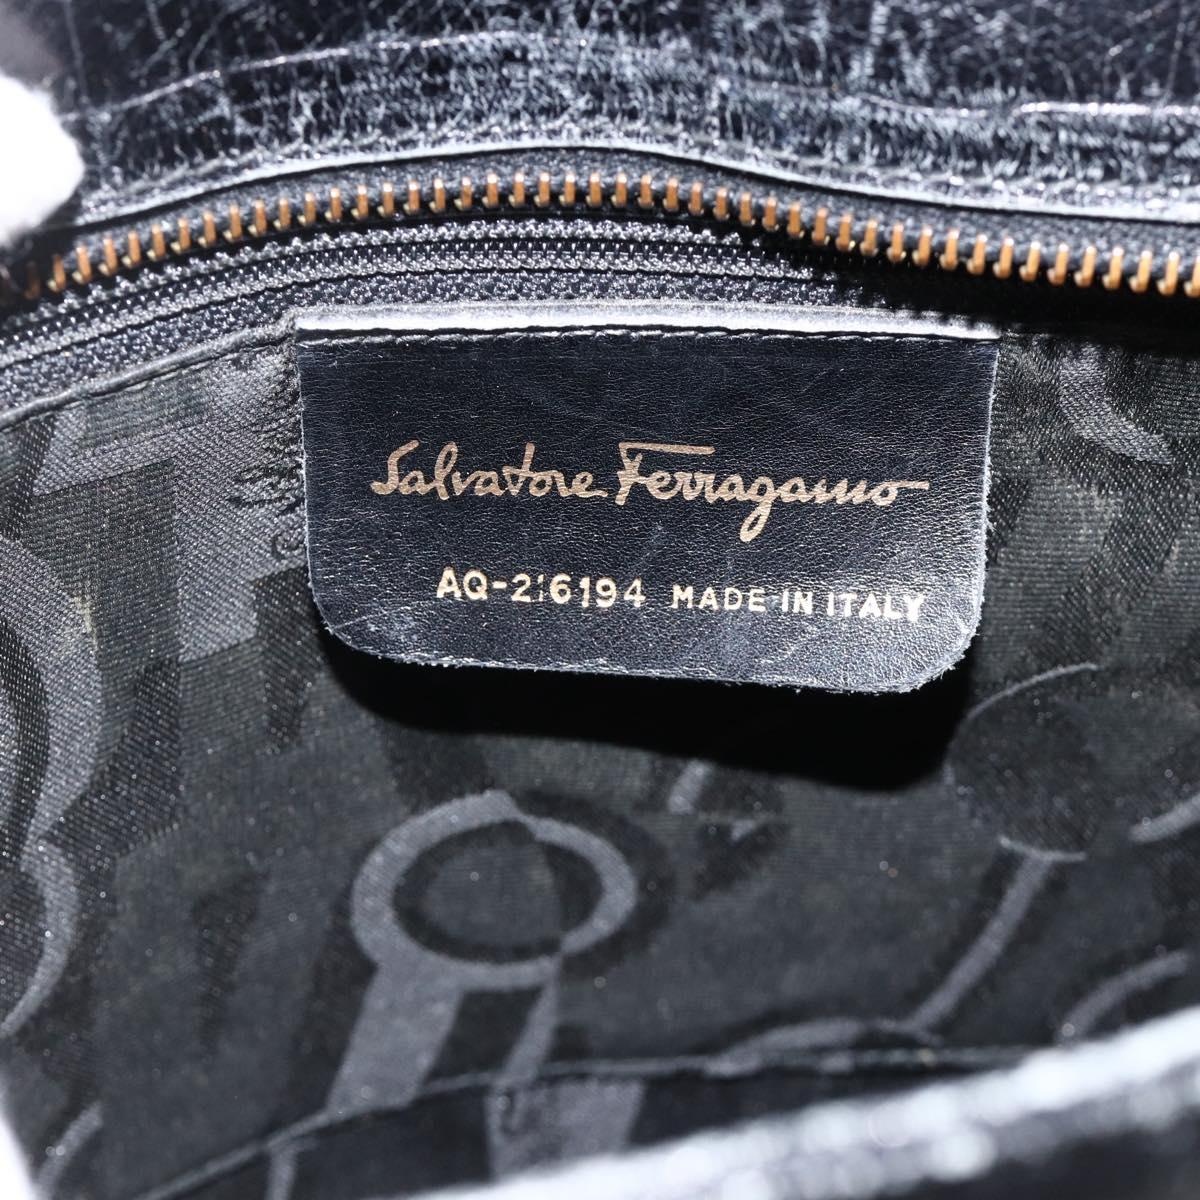 Salvatore Ferragamo
AQ-216194 MADE IN ITALY